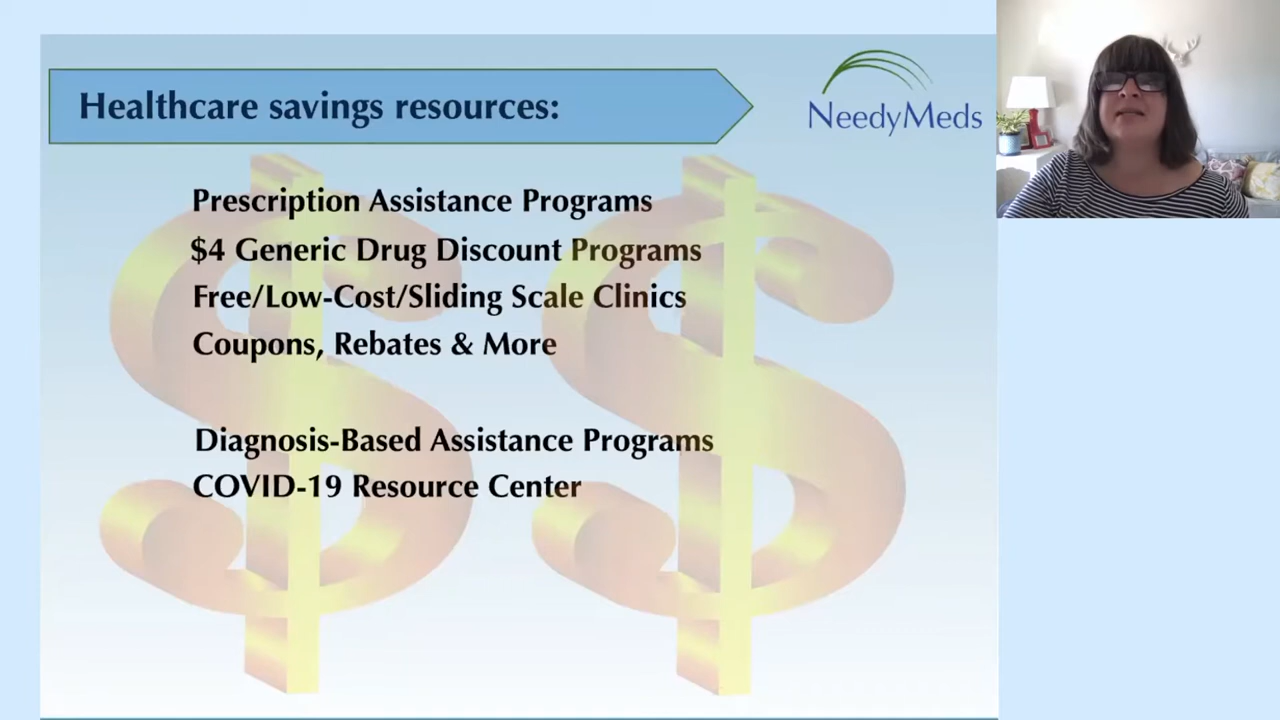 Healthcare savings resources:
NeedyMeds
Prescription Assistance Programs
$4 Generic Drug Discount Programs
Free/Low-Cost/Sliding Scale Clinics
Coupons, Rebates & More
Diagnosis-Based Assistance Programs
COVID-19 Resource Center